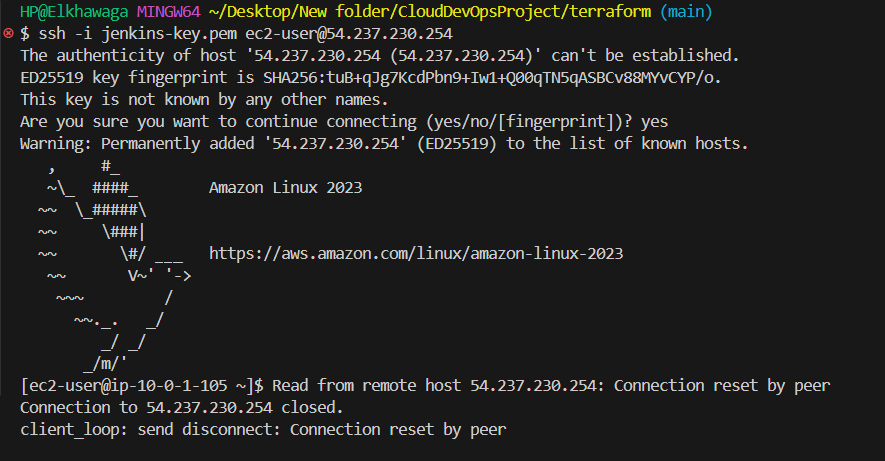 HP@Elkhawaga MINGW64 ~/Desktop/New folder/CloudDevOpsProject/terraform (main)
$ ssh -i jenkins-key.pem ec2-user@54.237.230.254
The authenticity of host '54.237.230.254 (54.237.230.254)' can't be established.
ED25519 key fingerprint is SHA256:tuB+qJg7KcdPbn9+Iw1+Q00qTN5qASBCv88MYvCYP/o.
This key is not known by any other names.
Are you sure you want to continue connecting (yes/no/[fingerprint])? yes
Warning: Permanently added '54.237.230.254' (ED25519) to the list of known hosts.
   ,     #_
   ~\_  ####_        Amazon Linux 2023
  ~~  \_#####\
  ~~     \###|
  ~~       \#/ ___   https://aws.amazon.com/linux/amazon-linux-2023
   ~~       V~' '->
    ~~~         /
      ~~._.   _/
         _/ _/
       _/m/'
[ec2-user@ip-10-0-1-105 ~]$ Read from remote host 54.237.230.254: Connection reset by peer
Connection to 54.237.230.254 closed.
client_loop: send disconnect: Connection reset by peer